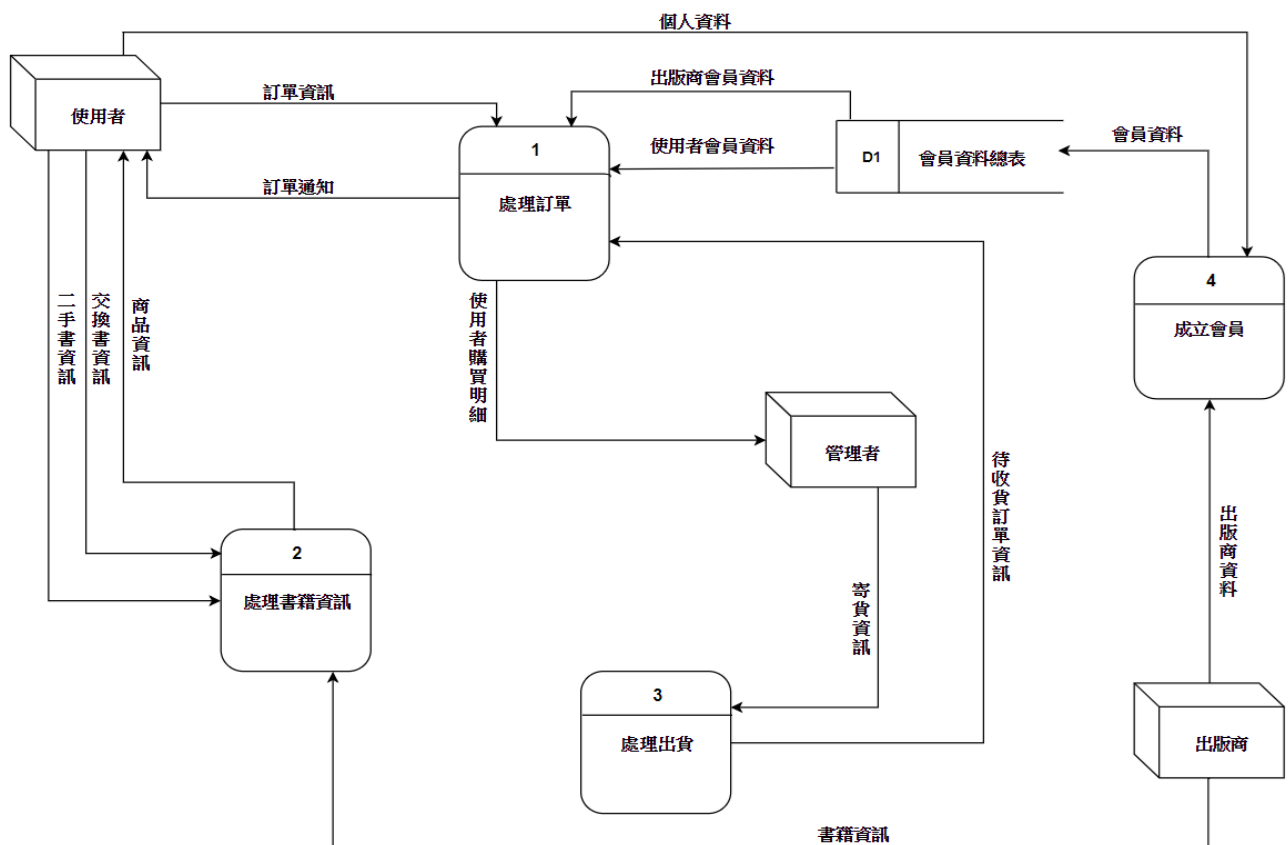 個人資料
使用者
訂單資訊
出版商會員資料
1
處理訂單
使用者會員資料
D1
會員資料總表
會員資料
訂單通知
4
成立會員
二手書資訊
交換書資訊
商品資訊
使用者購買明細
管理者
待收貨訂單資訊
出版商資料
2
處理書籍資訊
寄貨資訊
3
處理出貨
出版商
書籍資訊